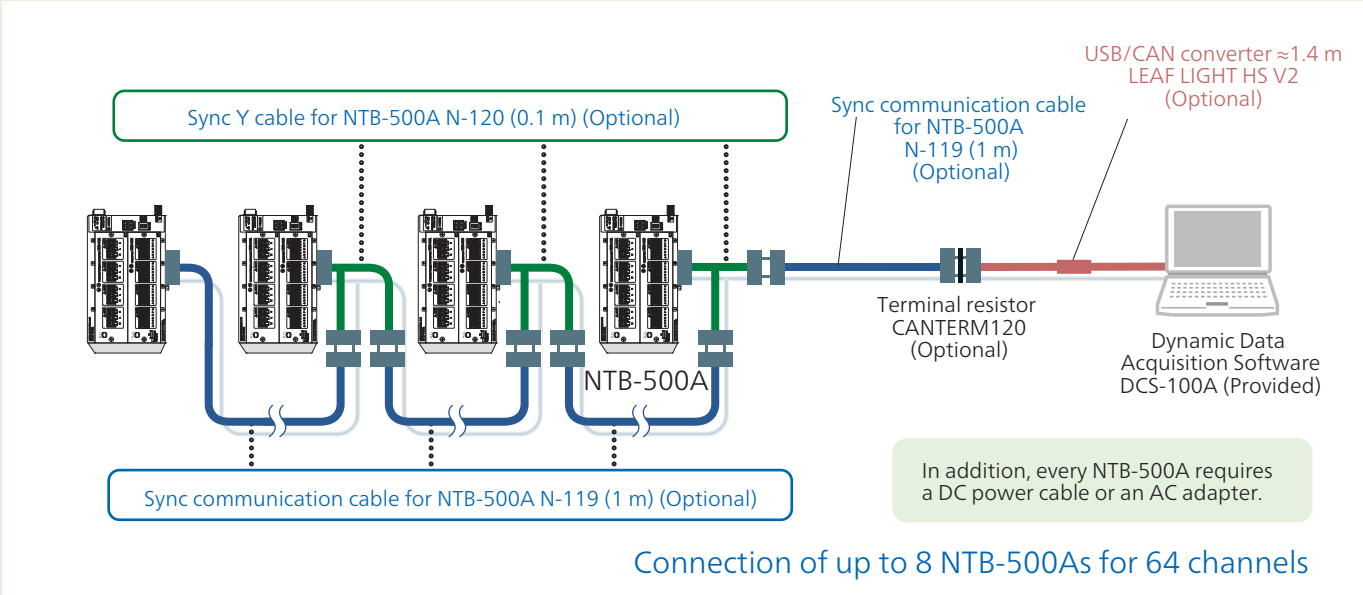 USB/CAN converter ≈1.4 m
LEAF LIGHT HS V2
(Optional)
Sync Y cable for NTB-500A N-120 (0.1 m) (Optional)
Sync communication cable
for NTB-500A
N-119 (1 m)
(Optional)
Terminal resistor
CANTERM120
(Optional)
Dynamic Data
Acquisition Software
DCS-100A (Provided)
NTB-500A
Sync communication cable for NTB-500A N-119 (1 m) (Optional)
In addition, every NTB-500A requires
a DC power cable or an AC adapter.
Connection of up to 8 NTB-500As for 64 channels